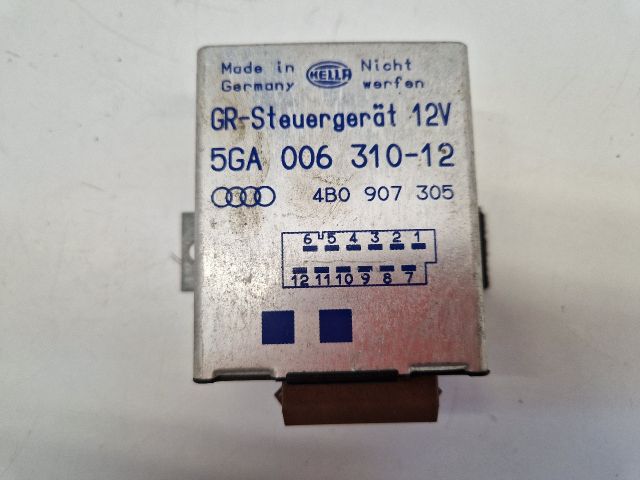 Made in Germany
HELLA
Nicht werfen
GR-Steuergerät 12V
5GA 006 310-12
4B0 907 305
6 5 4 3 2 1
12 11 10 9 8 7